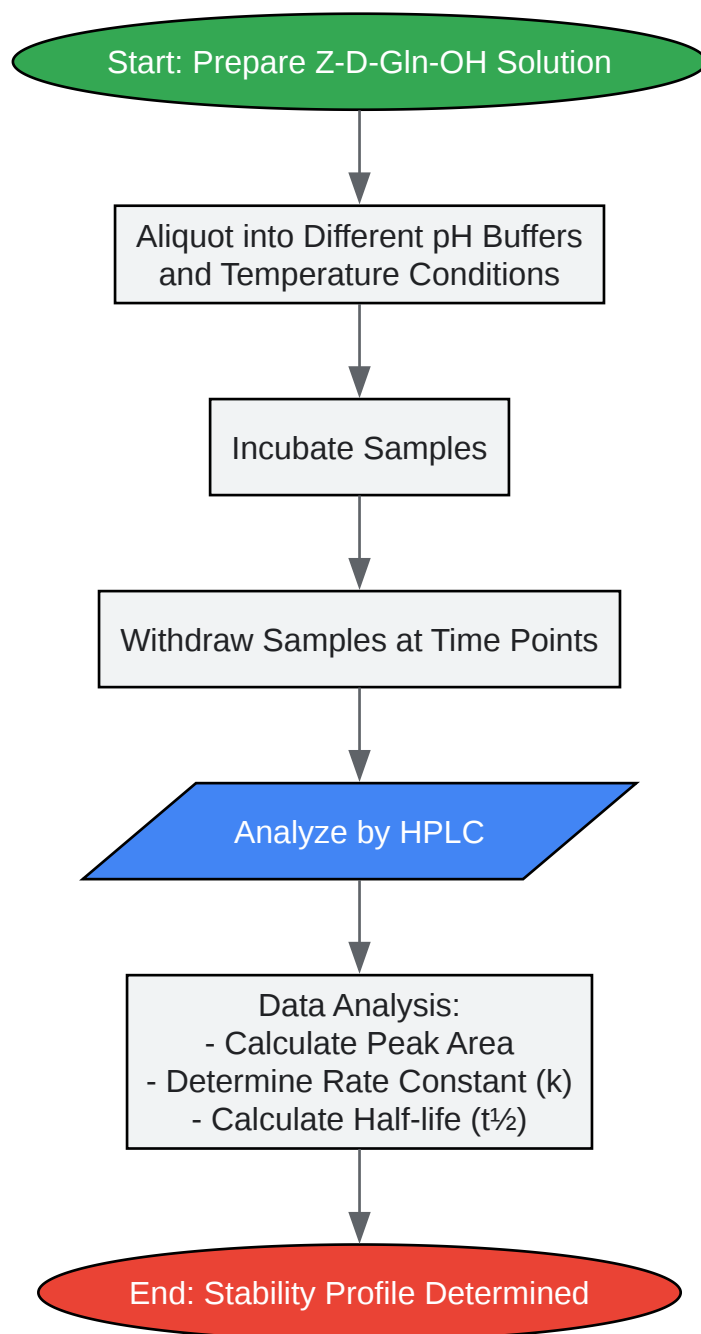 Start: Prepare Z-D-Gln-OH Solution
Aliquot into Different pH Buffers
and Temperature Conditions
Incubate Samples
Withdraw Samples at Time Points
Analyze by HPLC
Data Analysis:
- Calculate Peak Area
- Determine Rate Constant (k)
- Calculate Half-life (t½)
End: Stability Profile Determined